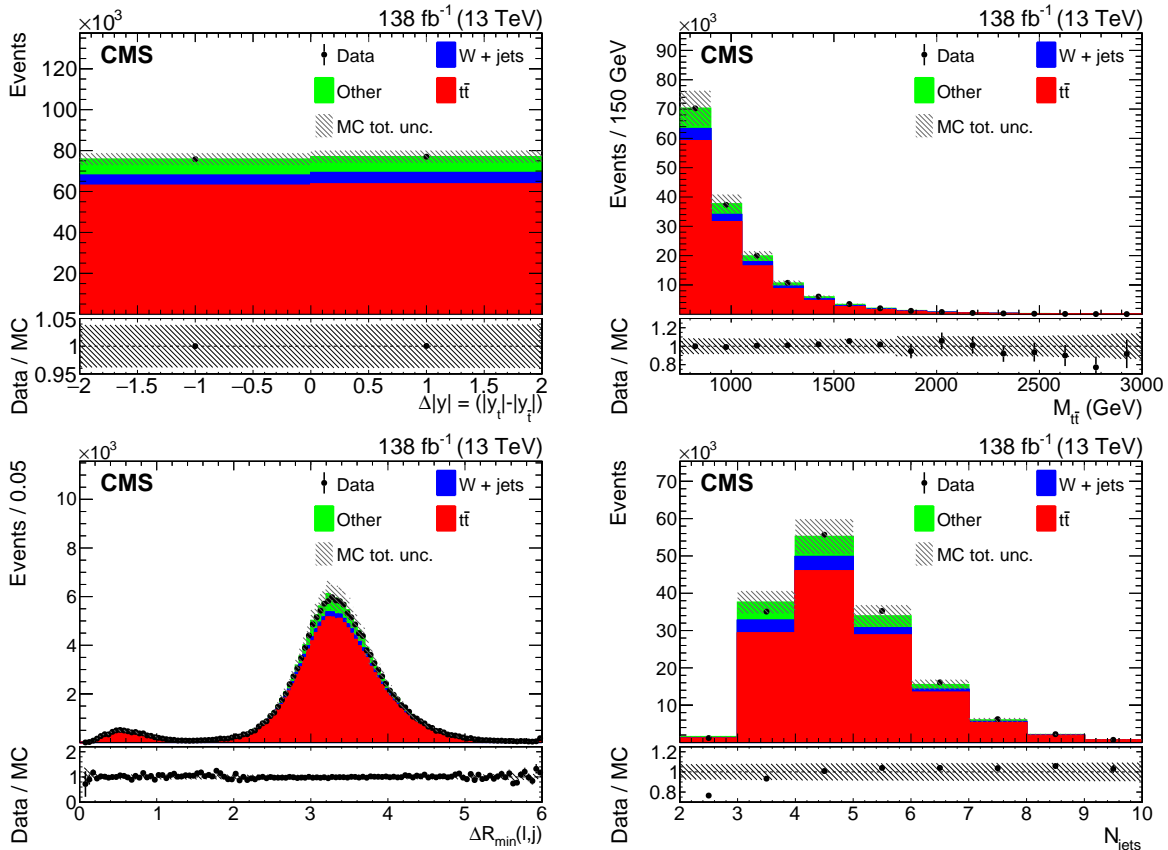 ×10³ 138 fb⁻¹ (13 TeV)
CMS
Data
W + jets
Other
tt̄
MC tot. unc.
Events
120
100
80
60
40
20
1.05
1
0.95
Data / MC
−2 −1.5 −1 −0.5 0 0.5 1 1.5 2
Δ|y| = (|y_t|-|y_t̄|)
×10³ 138 fb⁻¹ (13 TeV)
CMS
Data
W + jets
Other
tt̄
MC tot. unc.
Events / 150 GeV
90
80
70
60
50
40
30
20
10
1.2
1
0.8
Data / MC
1000 1500 2000 2500 3000
M_tt̄ (GeV)
×10³ 138 fb⁻¹ (13 TeV)
CMS
Data
W + jets
Other
tt̄
MC tot. unc.
Events / 0.05
10
8
6
4
2
2
1
0
Data / MC
0 1 2 3 4 5 6
ΔR_min(l,j)
×10³ 138 fb⁻¹ (13 TeV)
CMS
Data
W + jets
Other
tt̄
MC tot. unc.
Events
70
60
50
40
30
20
10
1.2
1
0.8
Data / MC
2 3 4 5 6 7 8 9 10
N_jets